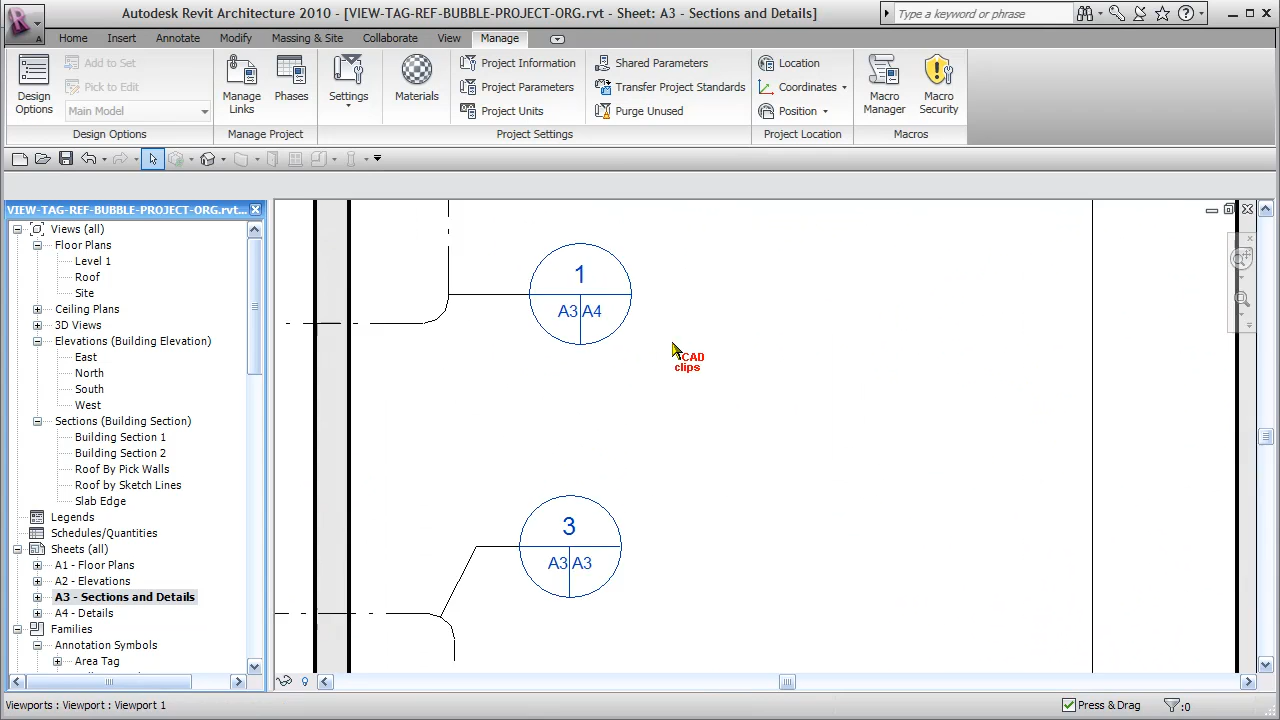 Autodesk Revit Architecture 2010 - [VIEW-TAG-REF-BUBBLE-PROJECT-ORG.rvt - Sheet: A3 - Sections and Details]
Type a keyword or phrase
Home Insert Annotate Modify Massing & Site Collaborate View Manage
Design Options
Add to Set
Pick to Edit
Main Model
Manage Links
Phases
Settings
Materials
Project Information
Project Parameters
Project Units
Shared Parameters
Transfer Project Standards
Purge Unused
Location
Coordinates
Position
Macro Manager
Macro Security
Design Options Manage Project Project Settings Project Location Macros
VIEW-TAG-REF-BUBBLE-PROJECT-ORG.rvt...
Views (all)
Floor Plans
Level 1
Roof
Site
Ceiling Plans
3D Views
Elevations (Building Elevation)
East
North
South
West
Sections (Building Section)
Building Section 1
Building Section 2
Roof By Pick Walls
Roof by Sketch Lines
Slab Edge
Legends
Schedules/Quantities
Sheets (all)
A1 - Floor Plans
A2 - Elevations
A3 - Sections and Details
A4 - Details
Families
Annotation Symbols
Area Tag
1
A3 A4
CAD
clips
3
A3 A3
Viewports : Viewport : Viewport 1
Press & Drag
:0